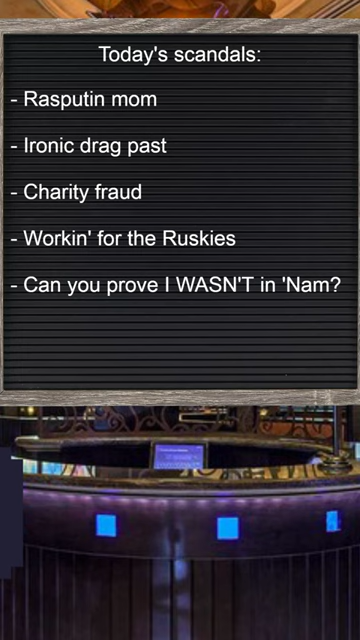 Today's scandals:
- Rasputin mom
- Ironic drag past
- Charity fraud
- Workin' for the Ruskies
- Can you prove I WASN'T in 'Nam?